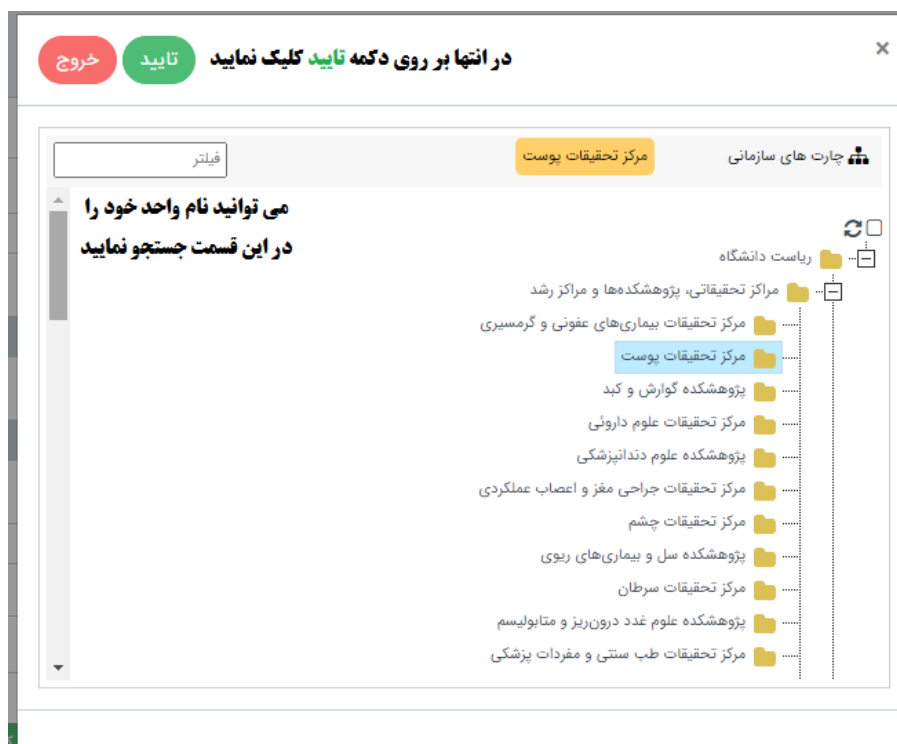 در انتها بر روی دکمه تایید کلیک نمایید
تایید
خروج
چارت های سازمانی
مرکز تحقیقات پوست
فیلتر
می توانید نام واحد خود را
در این قسمت جستجو نمایید
ریاست دانشگاه
مراکز تحقیقاتی، پژوهشکده‌ها و مراکز رشد
مرکز تحقیقات بیماری‌های عفونی و گرمسیری
مرکز تحقیقات پوست
پژوهشکده گوارش و کبد
مرکز تحقیقات علوم داروئی
پژوهشکده علوم دندانپزشکی
مرکز تحقیقات جراحی مغز و اعصاب عملکردی
مرکز تحقیقات چشم
پژوهشکده سل و بیماری‌های ریوی
مرکز تحقیقات سرطان
پژوهشکده علوم غدد درون‌ریز و متابولیسم
مرکز تحقیقات طب سنتی و مفردات پزشکی